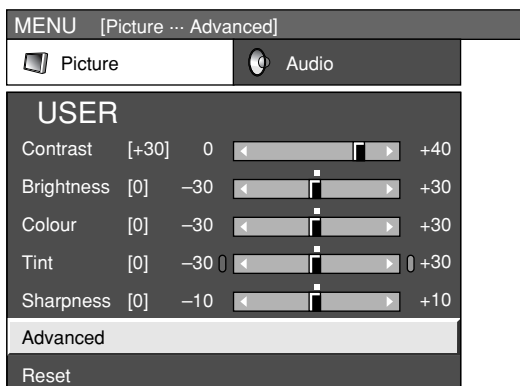 MENU [Picture ··· Advanced]
Picture Audio
USER
Contrast [+30] 0 +40
Brightness [0] –30 +30
Colour [0] –30 +30
Tint [0] –30 +30
Sharpness [0] –10 +10
Advanced
Reset